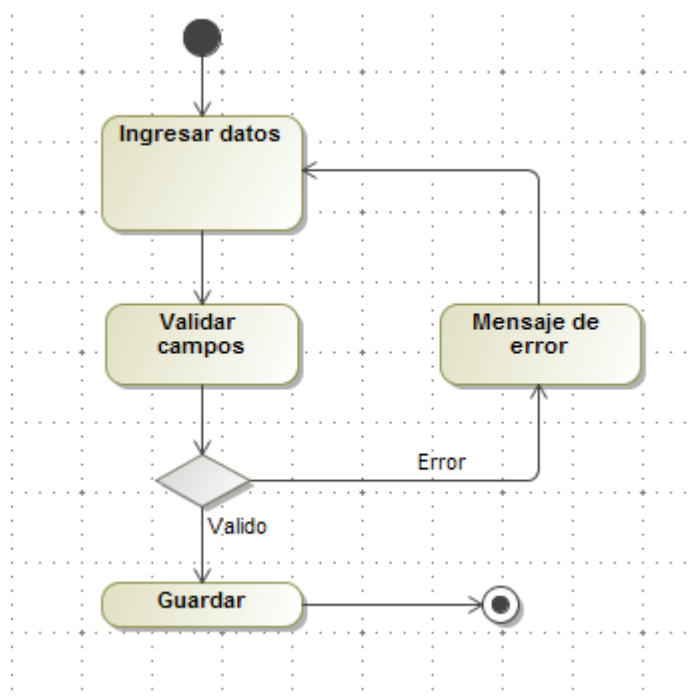 Ingresar datos
Validar
campos
Mensaje de
error
Error
Valido
Guardar